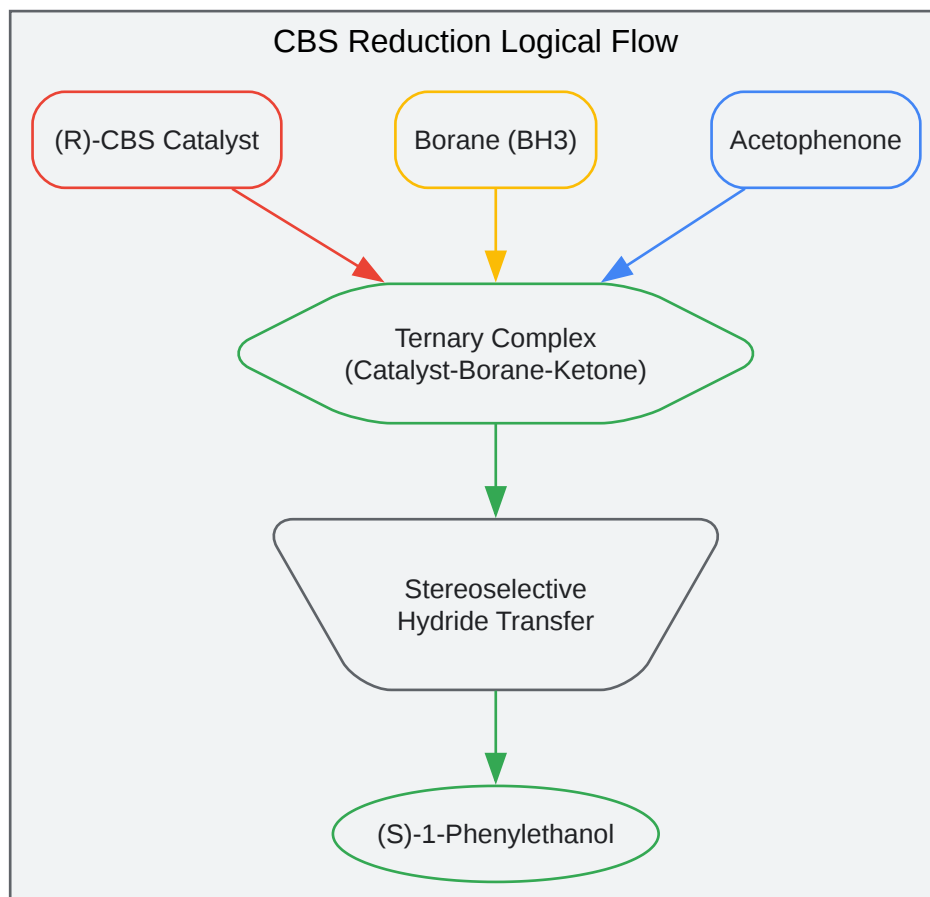 CBS Reduction Logical Flow
(R)-CBS Catalyst
Borane (BH3)
Acetophenone
Ternary Complex
(Catalyst-Borane-Ketone)
Stereoselective
Hydride Transfer
(S)-1-Phenylethanol